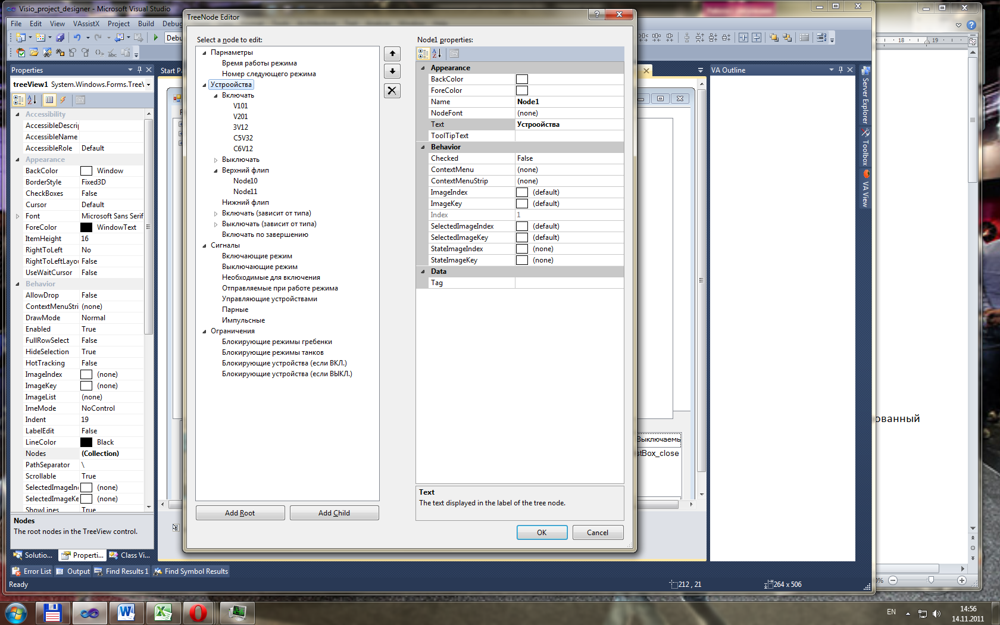 Visio_project_designer - Microsoft Visual Studio
File Edit View VAssistX Project Build Debug
Debu
Properties
treeView1 System.Windows.Forms.Tree
Accessibility
AccessibleDescrip
AccessibleName
AccessibleRole Default
Appearance
BackColor Window
BorderStyle Fixed3D
CheckBoxes False
Cursor Default
Font Microsoft Sans Serif
ForeColor WindowText
ItemHeight 16
RightToLeft No
RightToLeftLayou False
UseWaitCursor False
Behavior
AllowDrop False
ContextMenuStri (none)
DrawMode Normal
Enabled True
FullRowSelect False
HideSelection True
HotTracking False
ImageIndex (none)
ImageKey (none)
ImageList (none)
ImeMode NoControl
Indent 19
LabelEdit False
LineColor Black
Nodes (Collection)
PathSeparator \
Scrollable True
SelectedImageInd (none)
SelectedImageKe (none)
ShowLines True
Nodes
The root nodes in the TreeView control.
Solutio... Properti... Class Vi...
Error List Output Find Results 1 Find Symbol Results
Ready
Start P
TreeNode Editor
Select a node to edit:
Парнаметры
Время работы режима
Номер следующего режима
Устроойства
Включать
V101
V201
3V12
C5V32
C6V12
Выключать
Верхний флип
Node10
Node11
Нижний флип
Включать (зависит от типа)
Выключать (зависит от типа)
Включать по завершению
Сигналы
Включающие режим
Выключающие режим
Необходимые для включения
Отправляемые при работе режима
Управляющие устройствами
Парные
Импульсные
Ограничения
Блокирующие режимы гребенки
Блокирующие режимы танков
Блокирующие устройства (если ВКЛ.)
Блокирующие устройства (если ВЫКЛ.)
Add Root Add Child
Node1 properties:
Appearance
BackColor
ForeColor
Name Node1
NodeFont (none)
Text Устроойства
ToolTipText
Behavior
Checked False
ContextMenu (none)
ContextMenuStrip (none)
ImageIndex (default)
ImageKey (default)
Index 1
SelectedImageIndex (default)
SelectedImageKey (default)
StateImageIndex (none)
StateImageKey (none)
Data
Tag
Text
The text displayed in the label of the tree node.
OK Cancel
Выключаемь
stBox_close
VA Outline
Server Explorer
Toolbox
VA View
212 , 21 264 x 506
18 19
ованный
0%
EN
14:56
14.11.2011